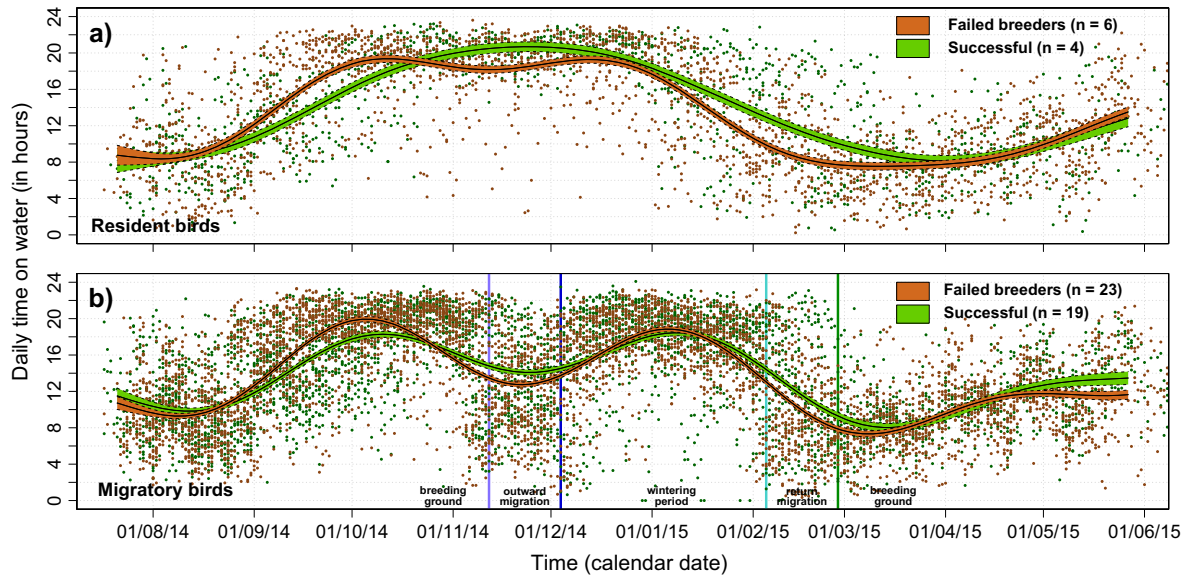 Daily time on water (in hours)
a)
Failed breeders (n = 6)
Successful (n = 4)
24
20
16
12
8
4
0
Resident birds
b)
Failed breeders (n = 23)
Successful (n = 19)
24
20
16
12
8
4
0
Migratory birds
breeding
ground
outward
migration
wintering
period
return
migration
breeding
ground
01/08/14 01/09/14 01/10/14 01/11/14 01/12/14 01/01/15 01/02/15 01/03/15 01/04/15 01/05/15 01/06/15
Time (calendar date)